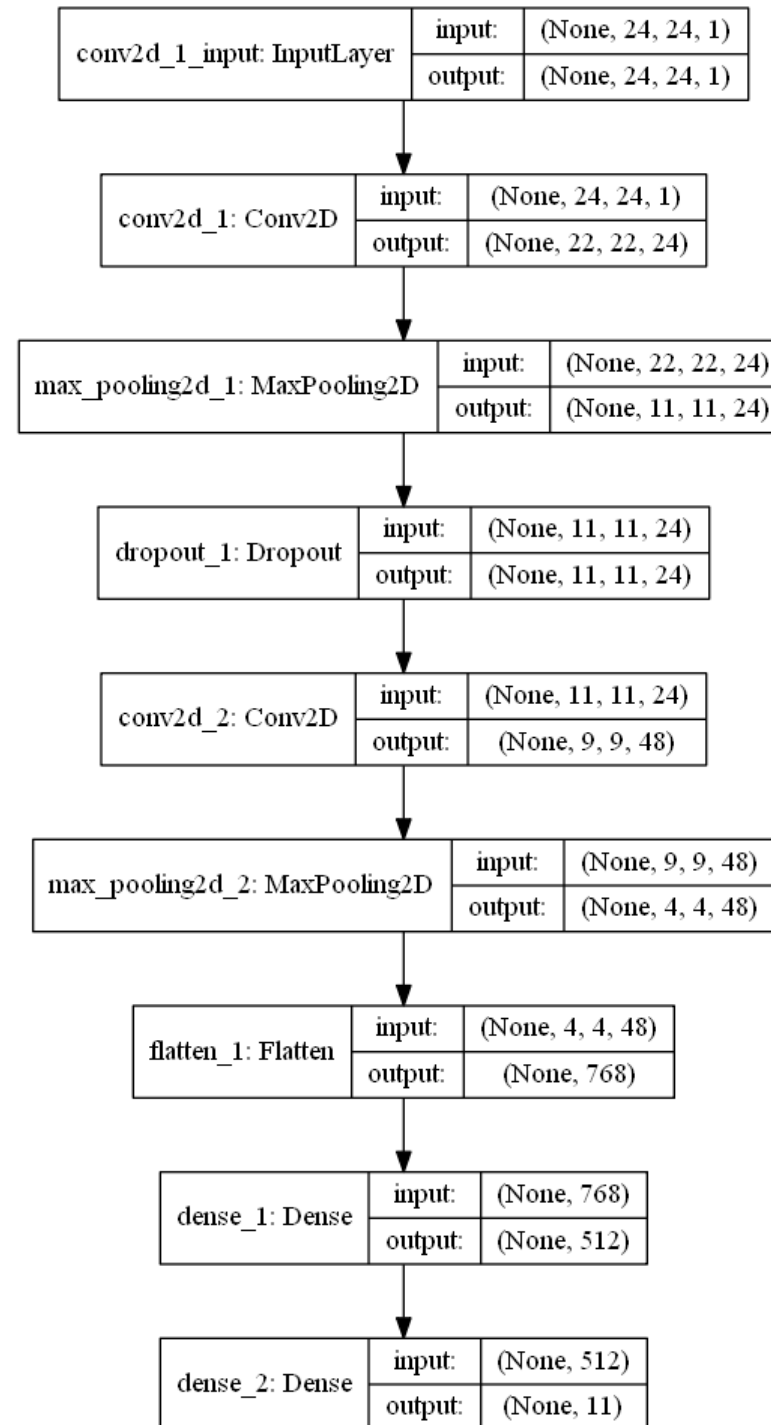 conv2d_1_input: InputLayer
input: (None, 24, 24, 1)
output: (None, 24, 24, 1)
conv2d_1: Conv2D
input: (None, 24, 24, 1)
output: (None, 22, 22, 24)
max_pooling2d_1: MaxPooling2D
input: (None, 22, 22, 24)
output: (None, 11, 11, 24)
dropout_1: Dropout
input: (None, 11, 11, 24)
output: (None, 11, 11, 24)
conv2d_2: Conv2D
input: (None, 11, 11, 24)
output: (None, 9, 9, 48)
max_pooling2d_2: MaxPooling2D
input: (None, 9, 9, 48)
output: (None, 4, 4, 48)
flatten_1: Flatten
input: (None, 4, 4, 48)
output: (None, 768)
dense_1: Dense
input: (None, 768)
output: (None, 512)
dense_2: Dense
input: (None, 512)
output: (None, 11)